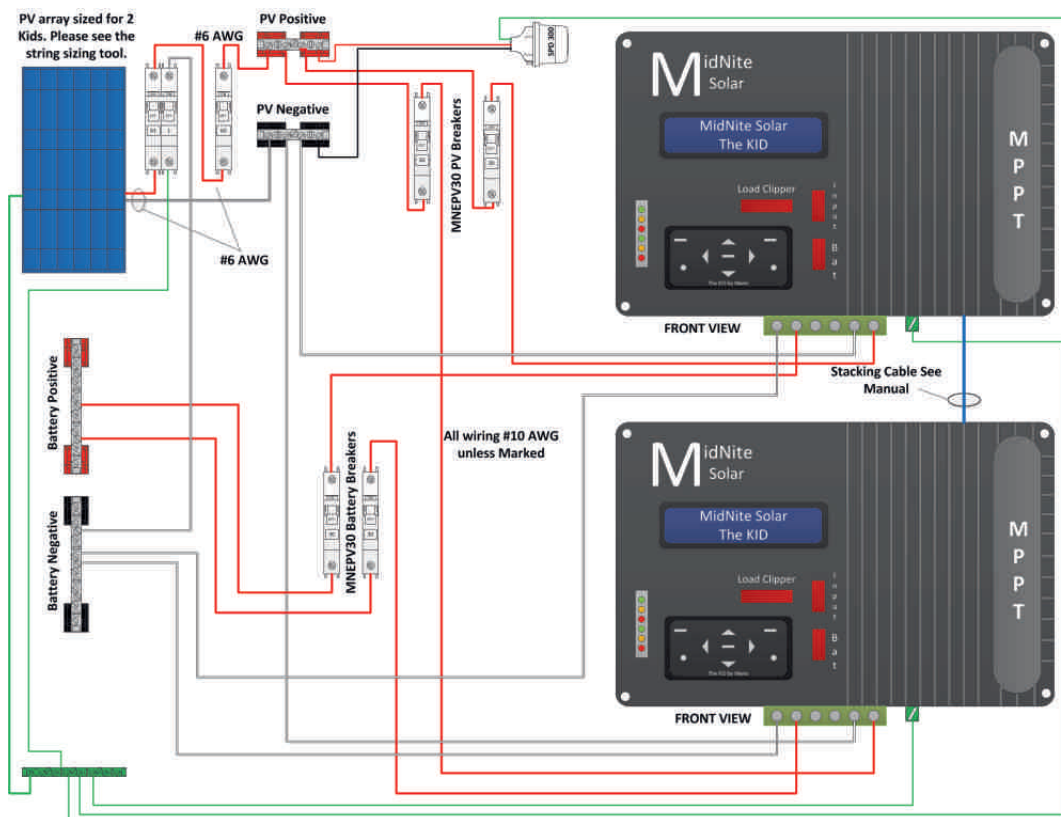 PV array sized for 2
Kids. Please see the
string sizing tool.
#6 AWG
PV Positive
SPD 300
PV Negative
#6 AWG
MNEPV30 PV Breakers
MidNite
Solar
MidNite Solar
The KID
Load Clipper
Input
Bat
MPPT
FRONT VIEW
Stacking Cable See
Manual
Battery Positive
Battery Negative
All wiring #10 AWG
unless Marked
MNEPV30 Battery Breakers
MidNite
Solar
MidNite Solar
The KID
Load Clipper
Input
Bat
MPPT
FRONT VIEW